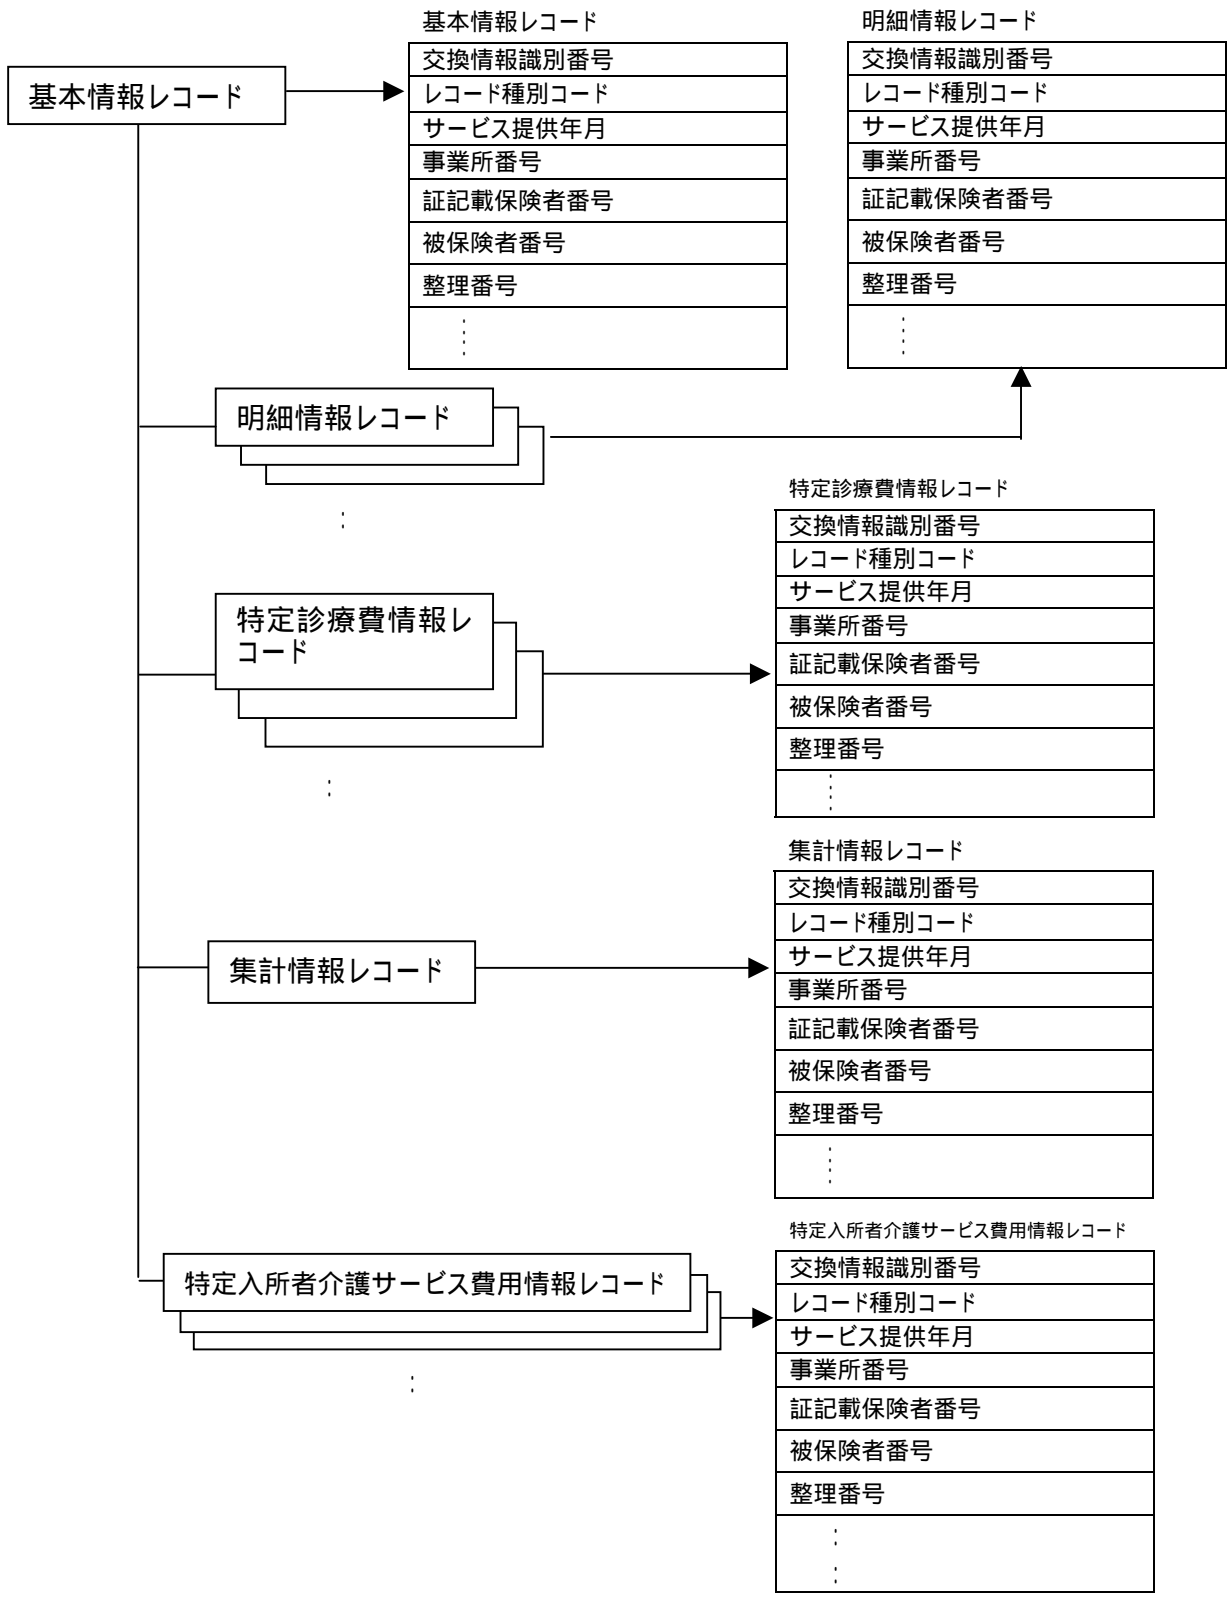 基本情報レコード
基本情報レコード
交換情報識別番号
レコード種別コード
サービス提供年月
事業所番号
証記載保険者番号
被保険者番号
整理番号
明細情報レコード
交換情報識別番号
レコード種別コード
サービス提供年月
事業所番号
証記載保険者番号
被保険者番号
整理番号
明細情報レコード
特定診療費情報レ
コード
特定診療費情報レコード
交換情報識別番号
レコード種別コード
サービス提供年月
事業所番号
証記載保険者番号
被保険者番号
整理番号
集計情報レコード
集計情報レコード
交換情報識別番号
レコード種別コード
サービス提供年月
事業所番号
証記載保険者番号
被保険者番号
整理番号
特定入所者介護サービス費用情報レコード
特定入所者介護サービス費用情報レコード
交換情報識別番号
レコード種別コード
サービス提供年月
事業所番号
証記載保険者番号
被保険者番号
整理番号